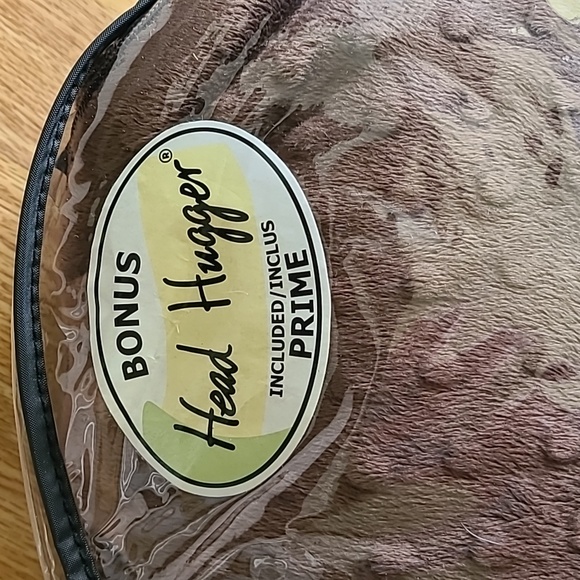 BONUS
Head Hugger®
INCLUDED/INCLUS
PRIME